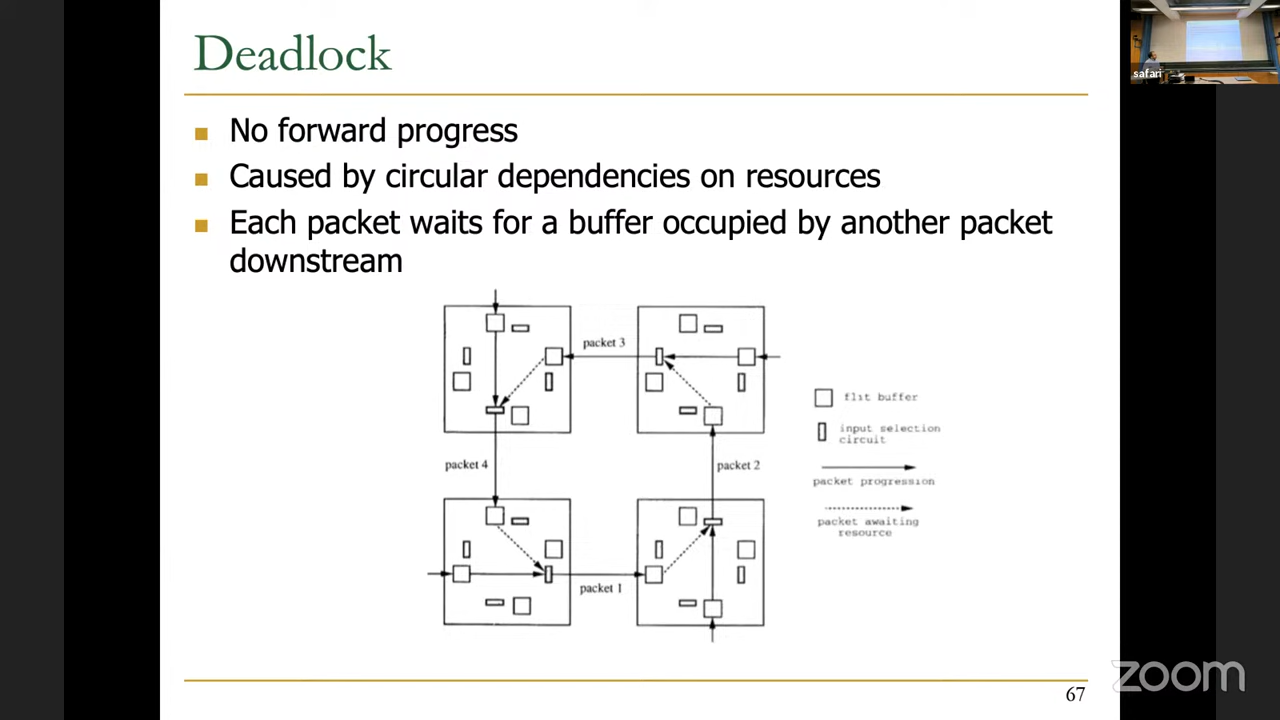 Deadlock
safari
No forward progress
Caused by circular dependencies on resources
Each packet waits for a buffer occupied by another packet
downstream
packet 3
packet 4
packet 2
packet 1
flit buffer
input selection
circuit
packet progression
packet awaiting
resource
67
zoom